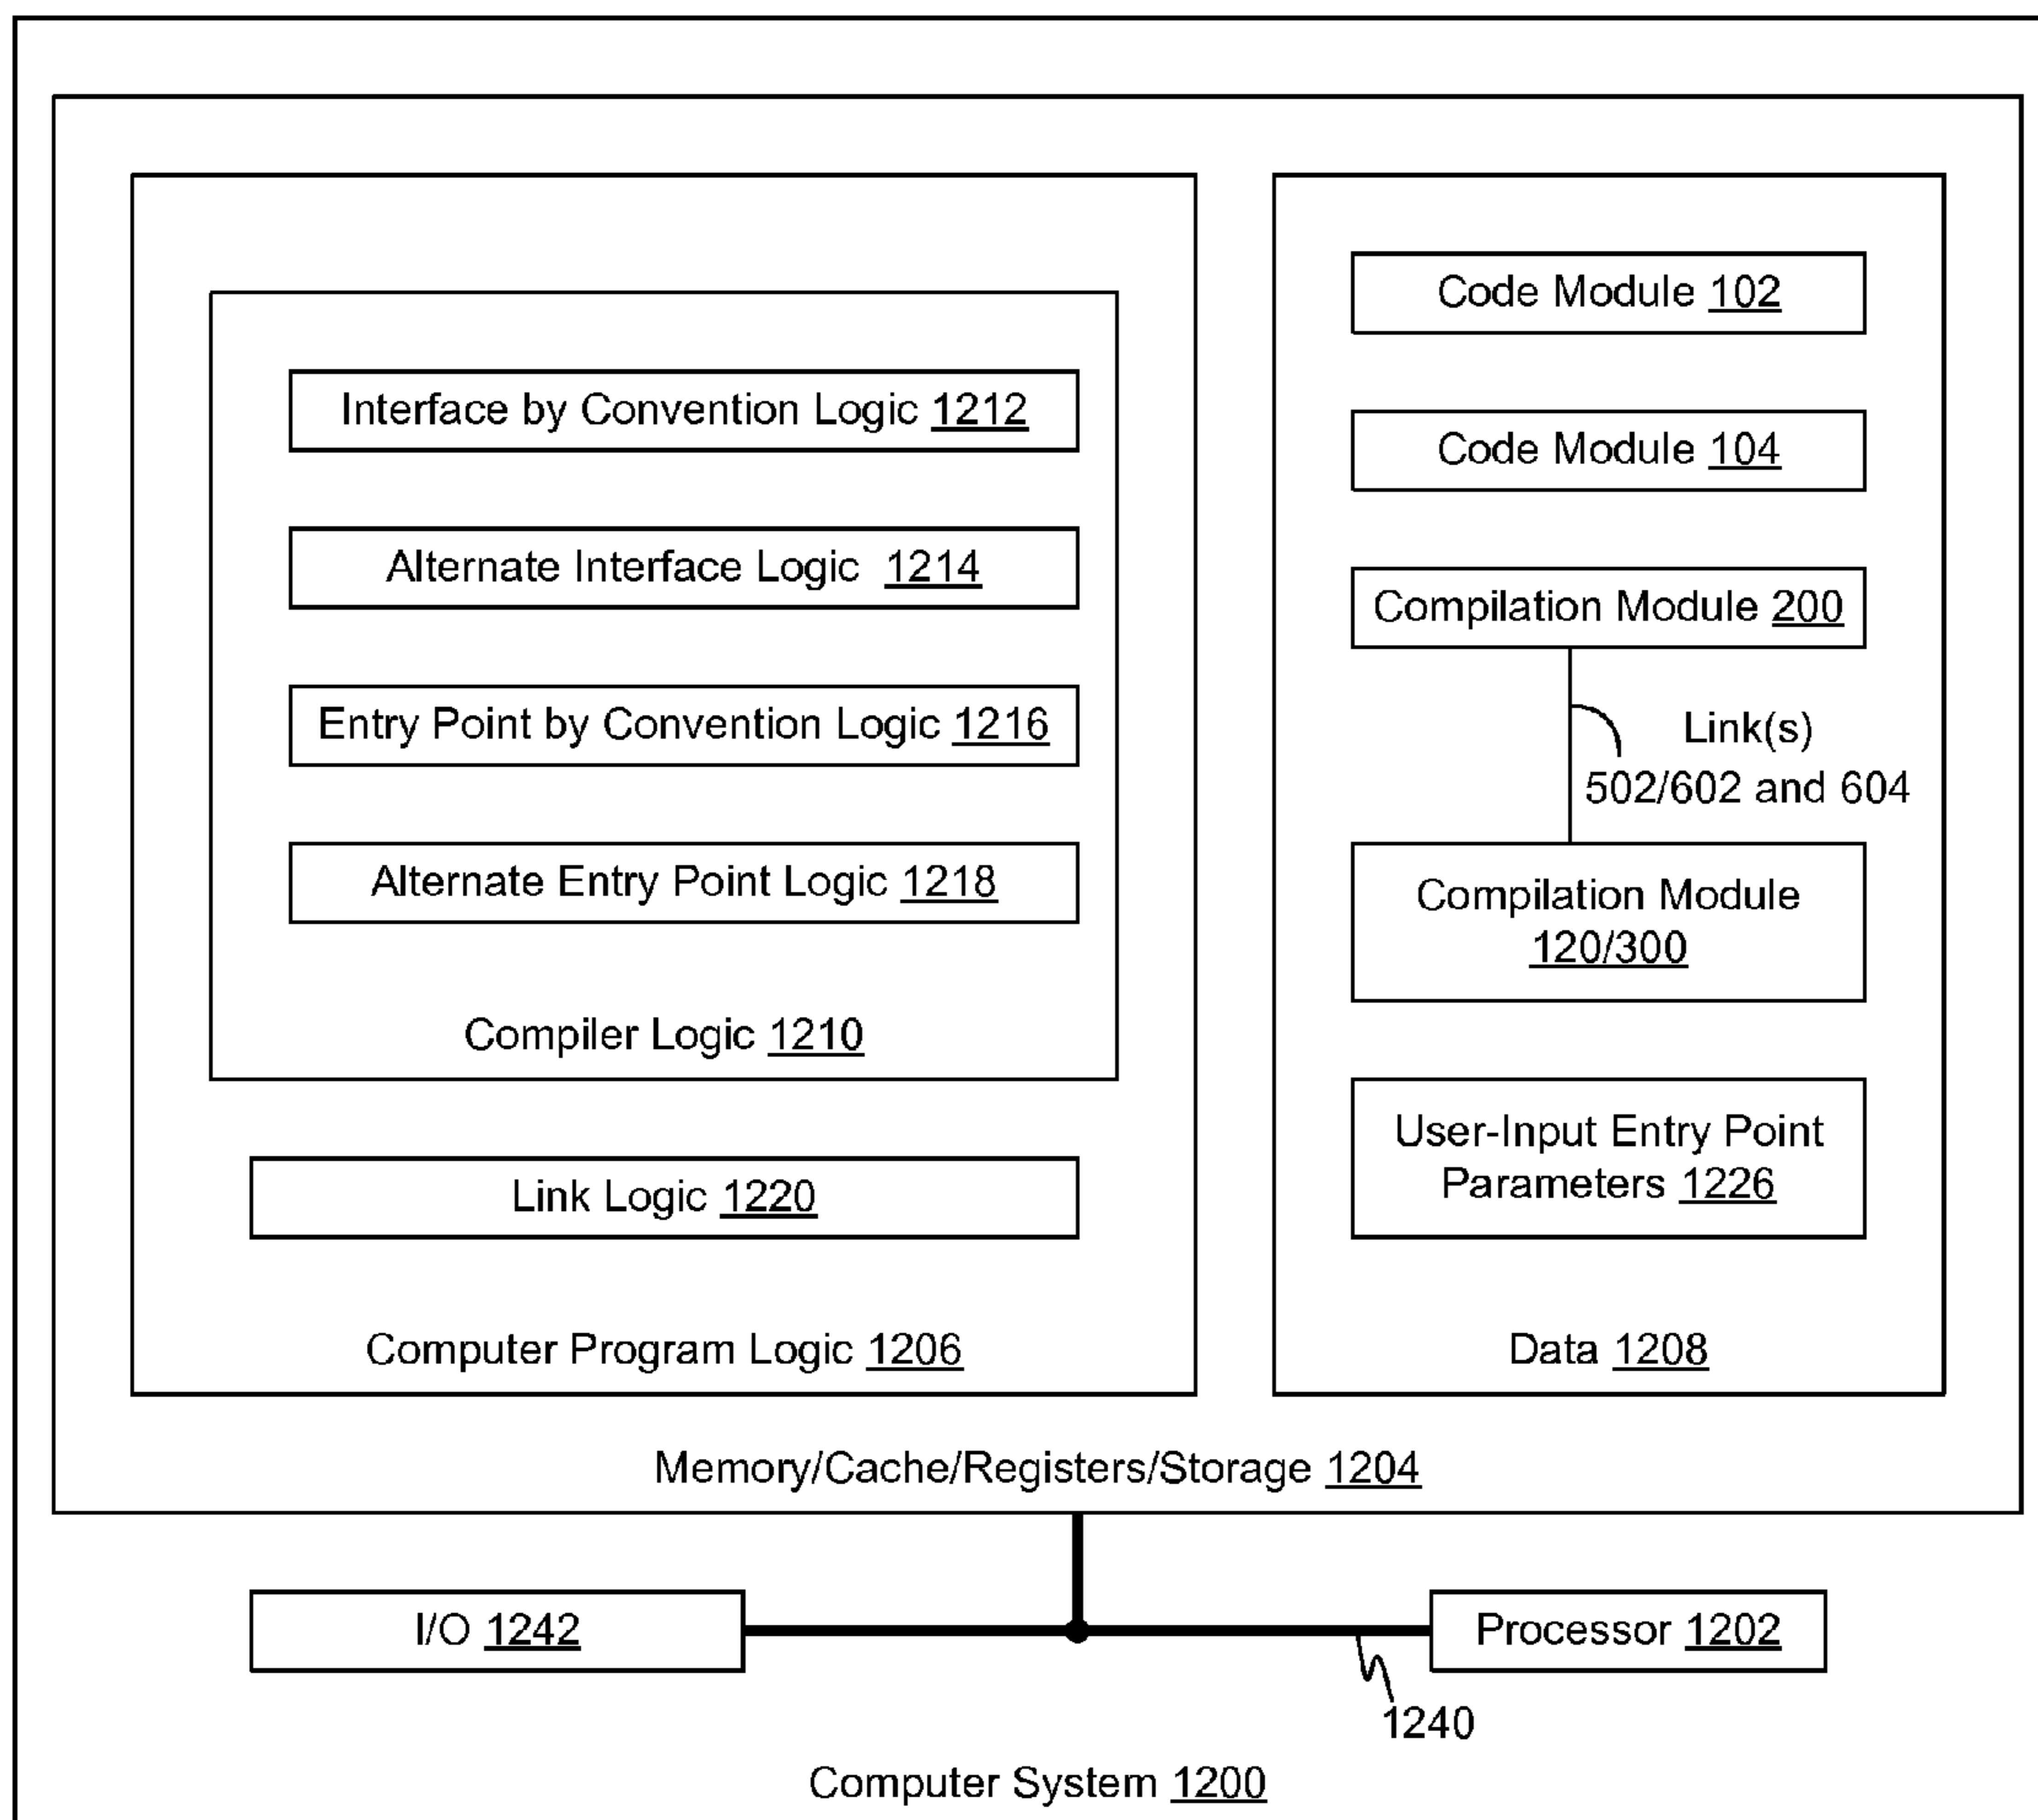 Interface by Convention Logic 1212
Alternate Interface Logic 1214
Entry Point by Convention Logic 1216
Alternate Entry Point Logic 1218
Compiler Logic 1210
Link Logic 1220
Computer Program Logic 1206
Code Module 102
Code Module 104
Compilation Module 200
Link(s)
502/602 and 604
Compilation Module
120/300
User-Input Entry Point
Parameters 1226
Data 1208
Memory/Cache/Registers/Storage 1204
I/O 1242
Processor 1202
1240
Computer System 1200